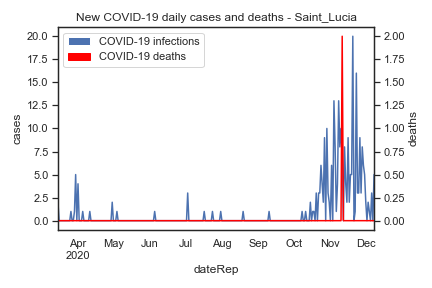 New COVID-19 daily cases and deaths - Saint_Lucia
COVID-19 infections
COVID-19 deaths
cases
20.0
17.5
15.0
12.5
10.0
7.5
5.0
2.5
0.0
deaths
2.00
1.75
1.50
1.25
1.00
0.75
0.50
0.25
0.00
Apr May Jun Jul Aug Sep Oct Nov Dec
2020
dateRep